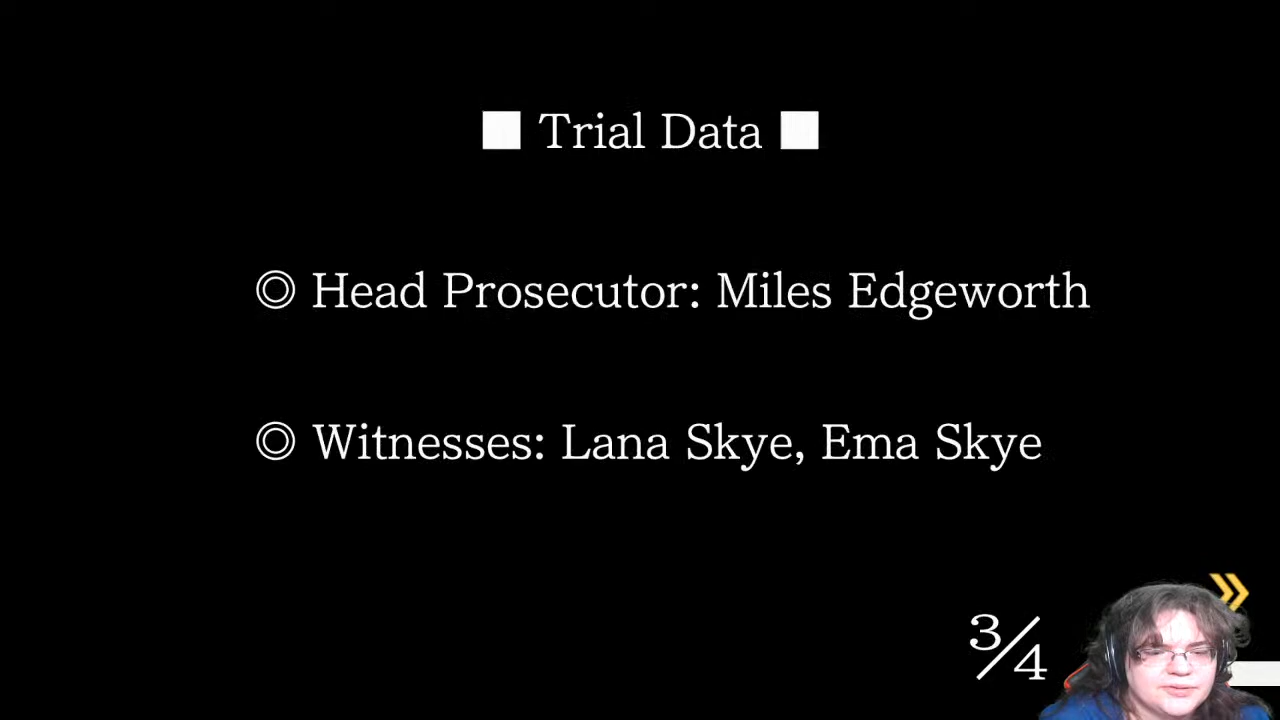 ■ Trial Data ■
◎ Head Prosecutor: Miles Edgeworth
◎ Witnesses: Lana Skye, Ema Skye
3/4